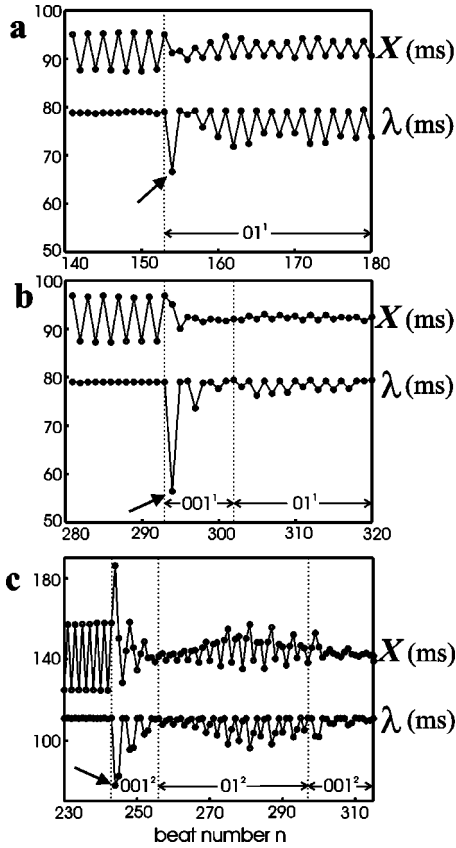 a
100
90
80
70
60
50
X (ms)
λ (ms)
01¹
140 150 160 170 180
b
100
90
80
70
60
50
X (ms)
λ (ms)
001¹ 01¹
280 290 300 310 320
c
180
140
100
X (ms)
λ (ms)
001² 01² 001²
230 250 270 290 310
beat number n